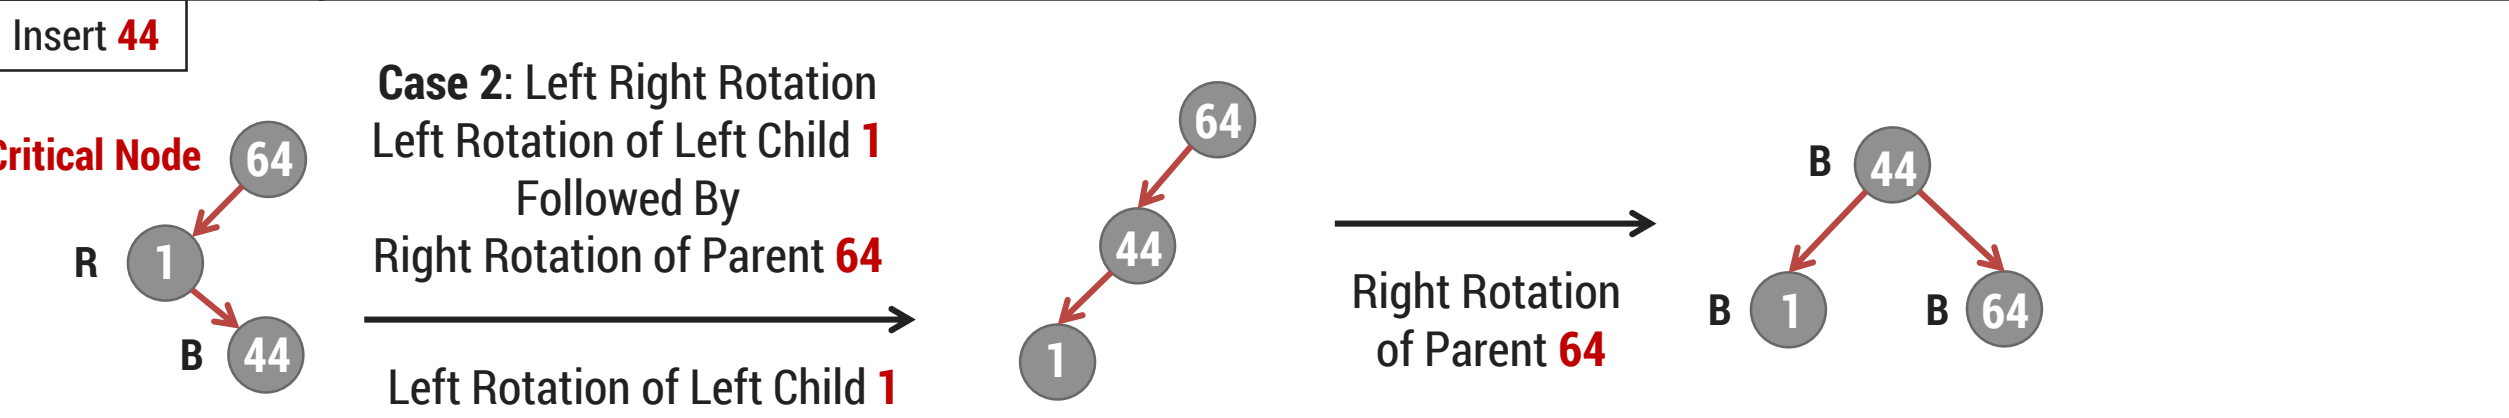 Insert 44
Case 2: Left Right Rotation
Left Rotation of Left Child 1
Followed By
Right Rotation of Parent 64
Left Rotation of Left Child 1
Critical Node
64
R
1
B
44
64
44
1
Right Rotation
of Parent 64
B
44
B
1
B
64